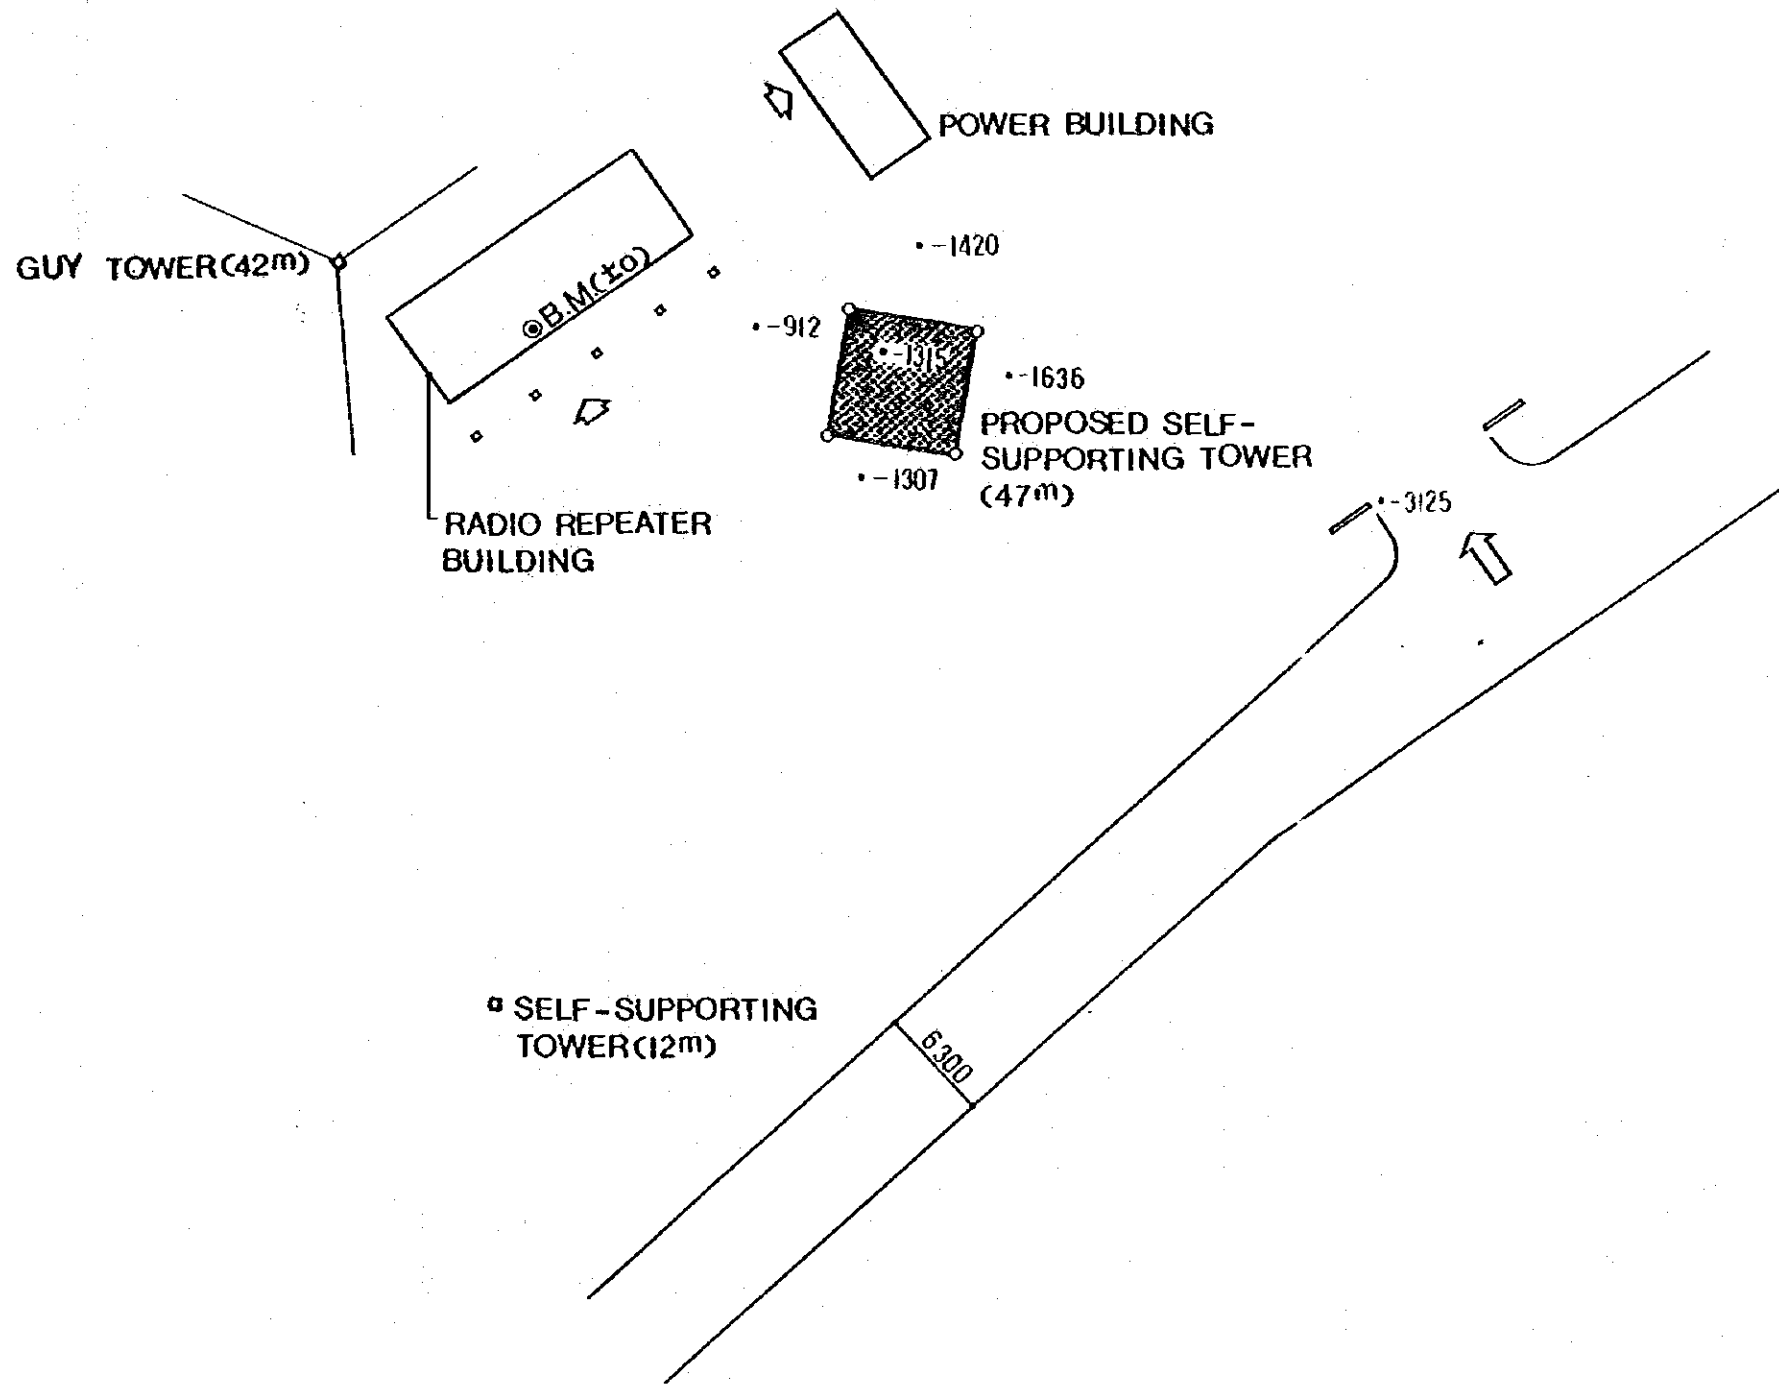 POWER BUILDING
•-1420
GUY TOWER(42m)
B.M.(±0)
•-912
•-1315
•-1636
PROPOSED SELF-
SUPPORTING TOWER
(47m)
•-1307
•-3125
RADIO REPEATER
BUILDING
SELF-SUPPORTING
TOWER(12m)
6300